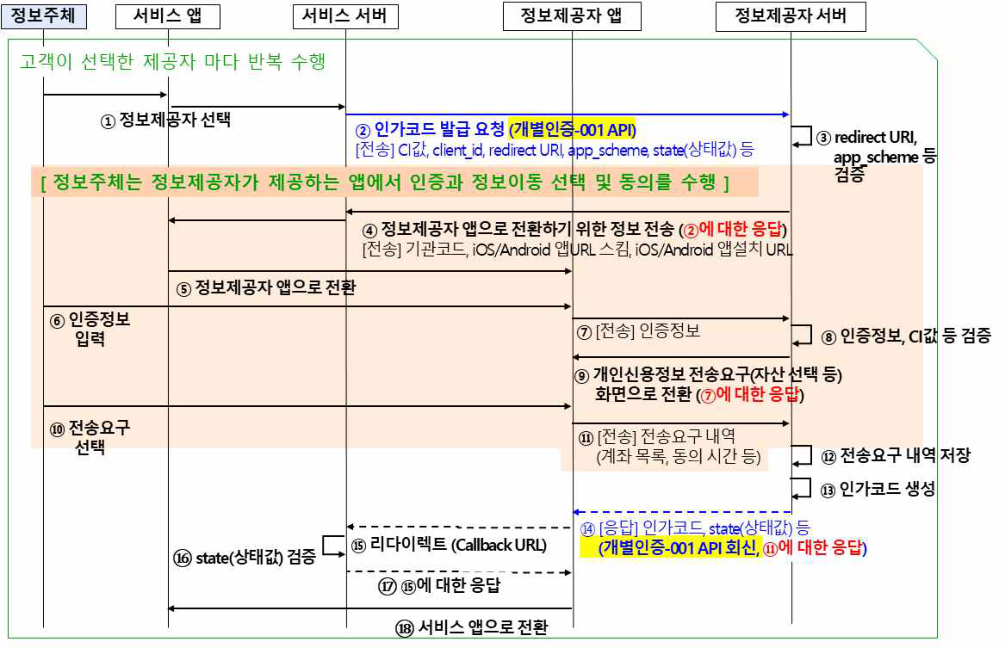 정보주체
서비스 앱
서비스 서버
정보제공자 앱
정보제공자 서버
고객이 선택한 제공자 마다 반복 수행
① 정보제공자 선택
② 인가코드 발급 요청 (개별인증-001 API)
[전송] CI값, client_id, redirect URI, app_scheme, state(상태값) 등
③ redirect URI,
app_scheme 등
검증
[ 정보주체는 정보제공자가 제공하는 앱에서 인증과 정보이동 선택 및 동의를 수행 ]
④ 정보제공자 앱으로 전환하기 위한 정보 전송 (②에 대한 응답)
[전송] 기관코드, iOS/Android 앱URL 스킴, iOS/Android 앱설치 URL
⑤ 정보제공자 앱으로 전환
⑥ 인증정보
입력
⑦ [전송] 인증정보
⑧ 인증정보, CI값 등 검증
⑨ 개인신용정보 전송요구(자산 선택 등)
화면으로 전환 (⑦에 대한 응답)
⑩ 전송요구
선택
⑪ [전송] 전송요구 내역
(계좌 목록, 동의 시간 등)
⑫ 전송요구 내역 저장
⑬ 인가코드 생성
⑭ [응답] 인가코드, state(상태값) 등
(개별인증-001 API 회신, ⑪에 대한 응답)
⑮ 리다이렉트 (Callback URL)
⑯ state(상태값) 검증
⑰ ⑮에 대한 응답
⑱ 서비스 앱으로 전환